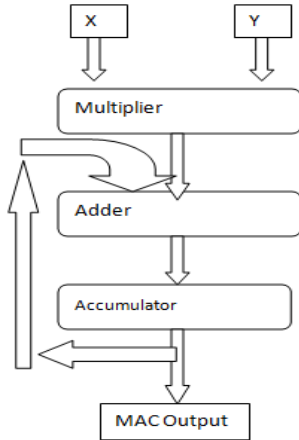 X
Y
Multiplier
Adder
Accumulator
MAC Output